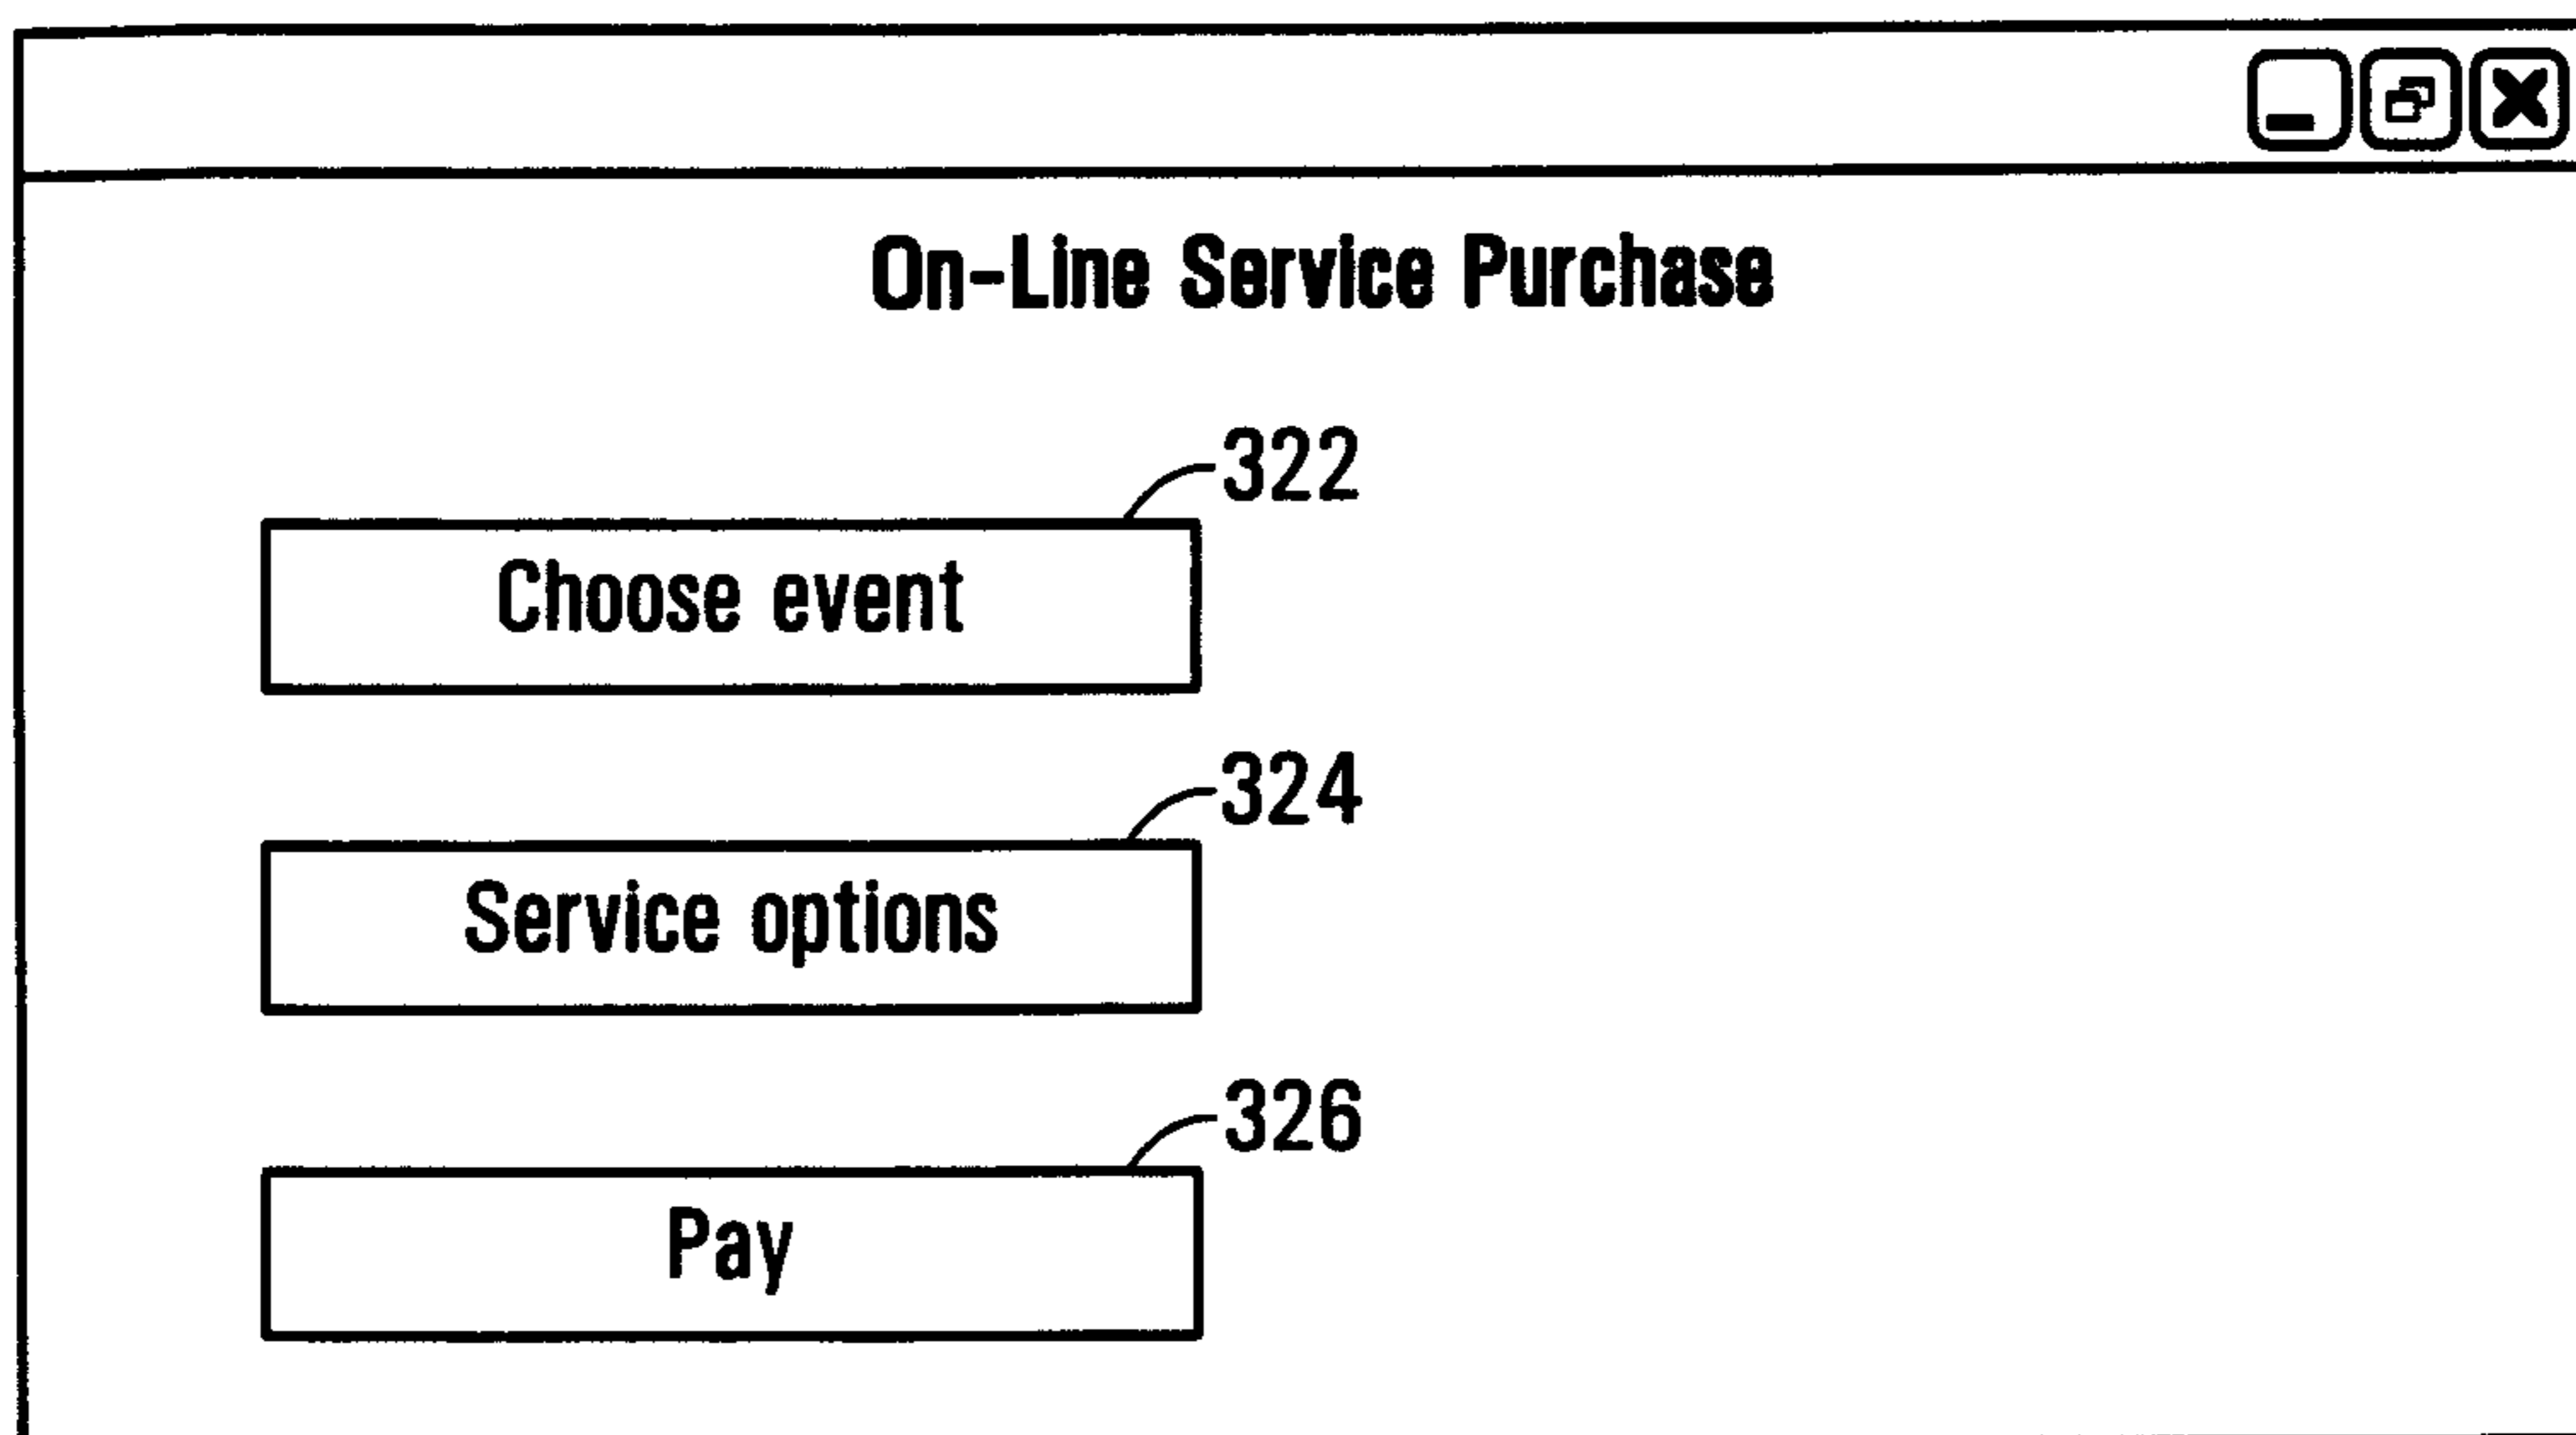 On-Line Service Purchase
322
Choose event
324
Service options
326
Pay